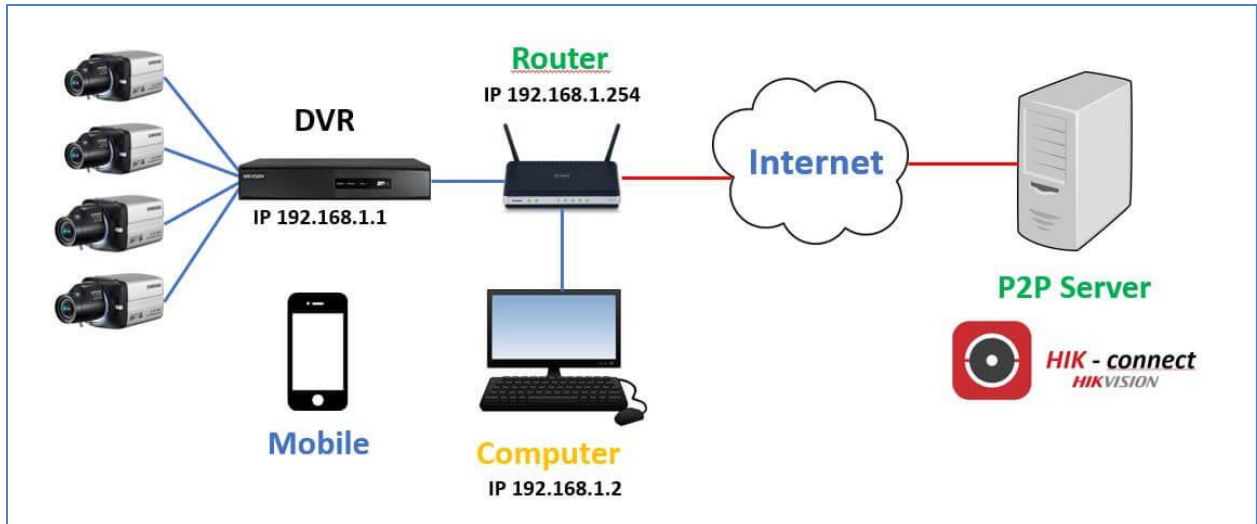 Router
IP 192.168.1.254
DVR
HIKVISION
IP 192.168.1.1
Internet
P2P Server
HIK - connect
HIKVISION
Mobile
Computer
IP 192.168.1.2